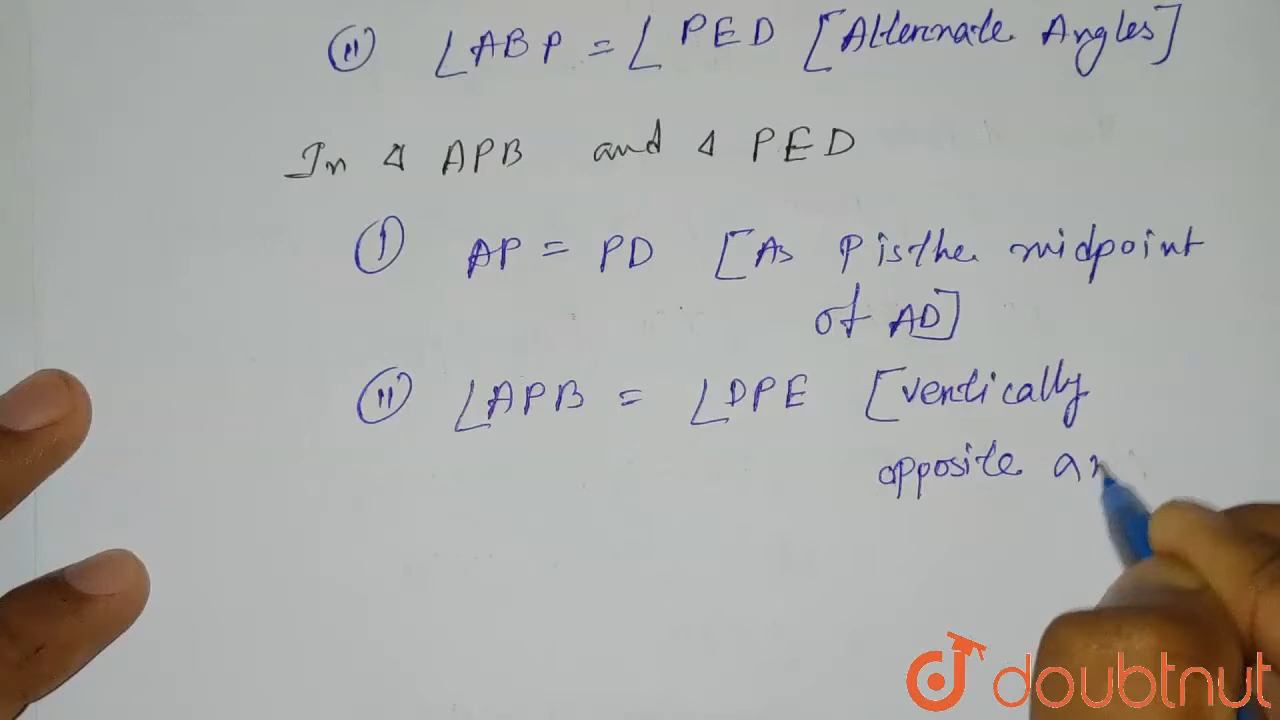 (ii) ∠ABP = ∠PED [Alternate Angles]
In △ APB and △ PED
(i) AP = PD [As P is the midpoint
of AD]
(ii) ∠APB = ∠DPE [vertically
opposite an
doubtnut